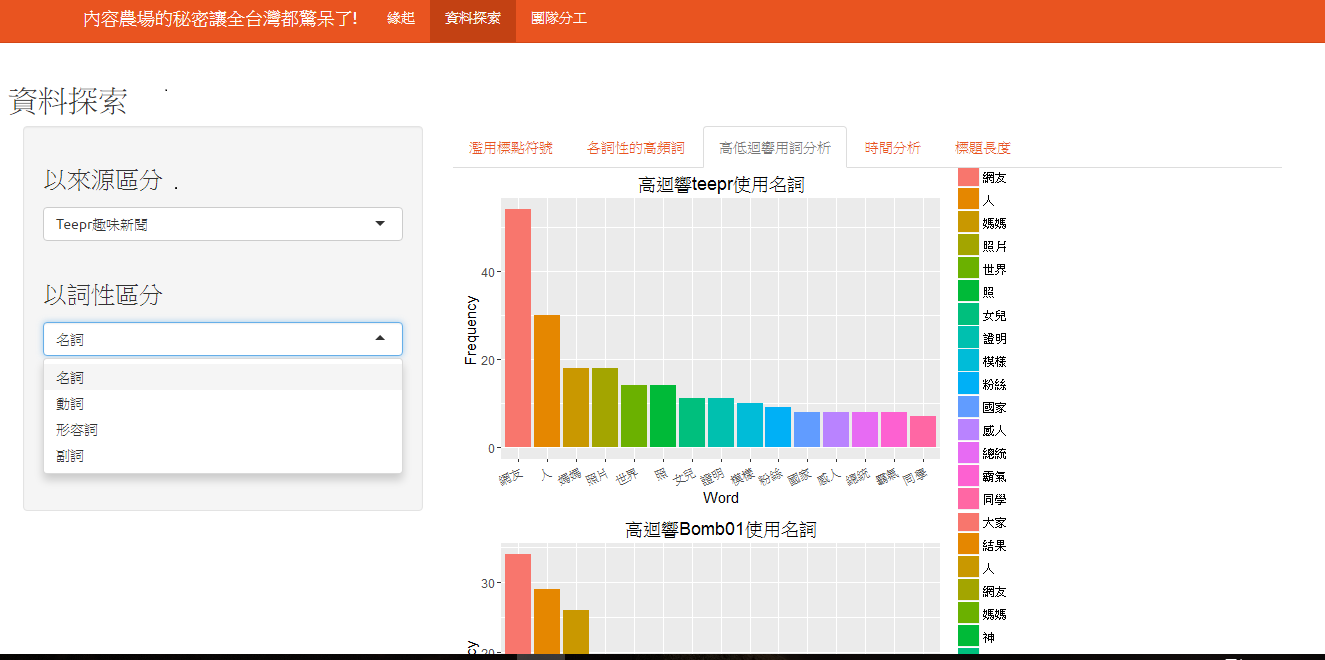 內容農場的秘密讓全台灣都驚呆了! 緣起 資料探索 團隊分工
資料探索
以來源區分
Teepr趣味新聞
以詞性區分
名詞
名詞
動詞
形容詞
副詞
濫用標點符號 各詞性的高頻詞 高低迴響用詞分析 時間分析 標題長度
高迴響teepr使用名詞
Frequency
40
20
0
網友 人 媽媽 照片 世界 照 女兒 證明 模樣 粉絲 國家 感人 總統 霸氣 同學
Word
網友
人
媽媽
照片
世界
照
女兒
證明
模樣
粉絲
國家
感人
總統
霸氣
同學
高迴響Bomb01使用名詞
30
20
大家
結果
人
網友
媽媽
神